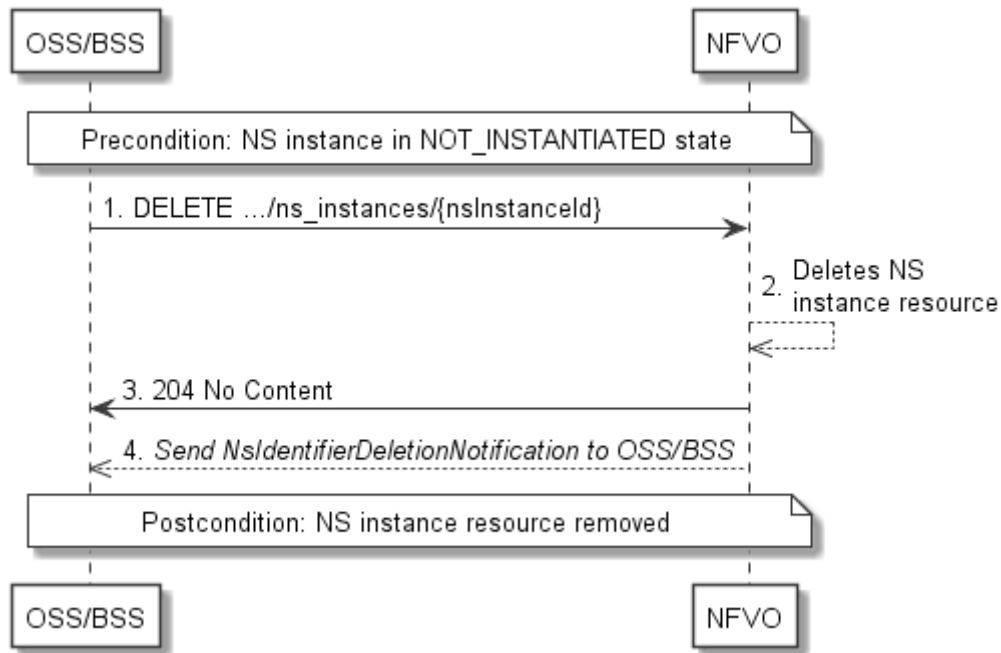 OSS/BSS
NFVO
Precondition: NS instance in NOT_INSTANTIATED state
1. DELETE .../ns_instances/{nsInstanceId}
2. Deletes NS
instance resource
3. 204 No Content
4. Send NsIdentifierDeletionNotification to OSS/BSS
Postcondition: NS instance resource removed
OSS/BSS
NFVO